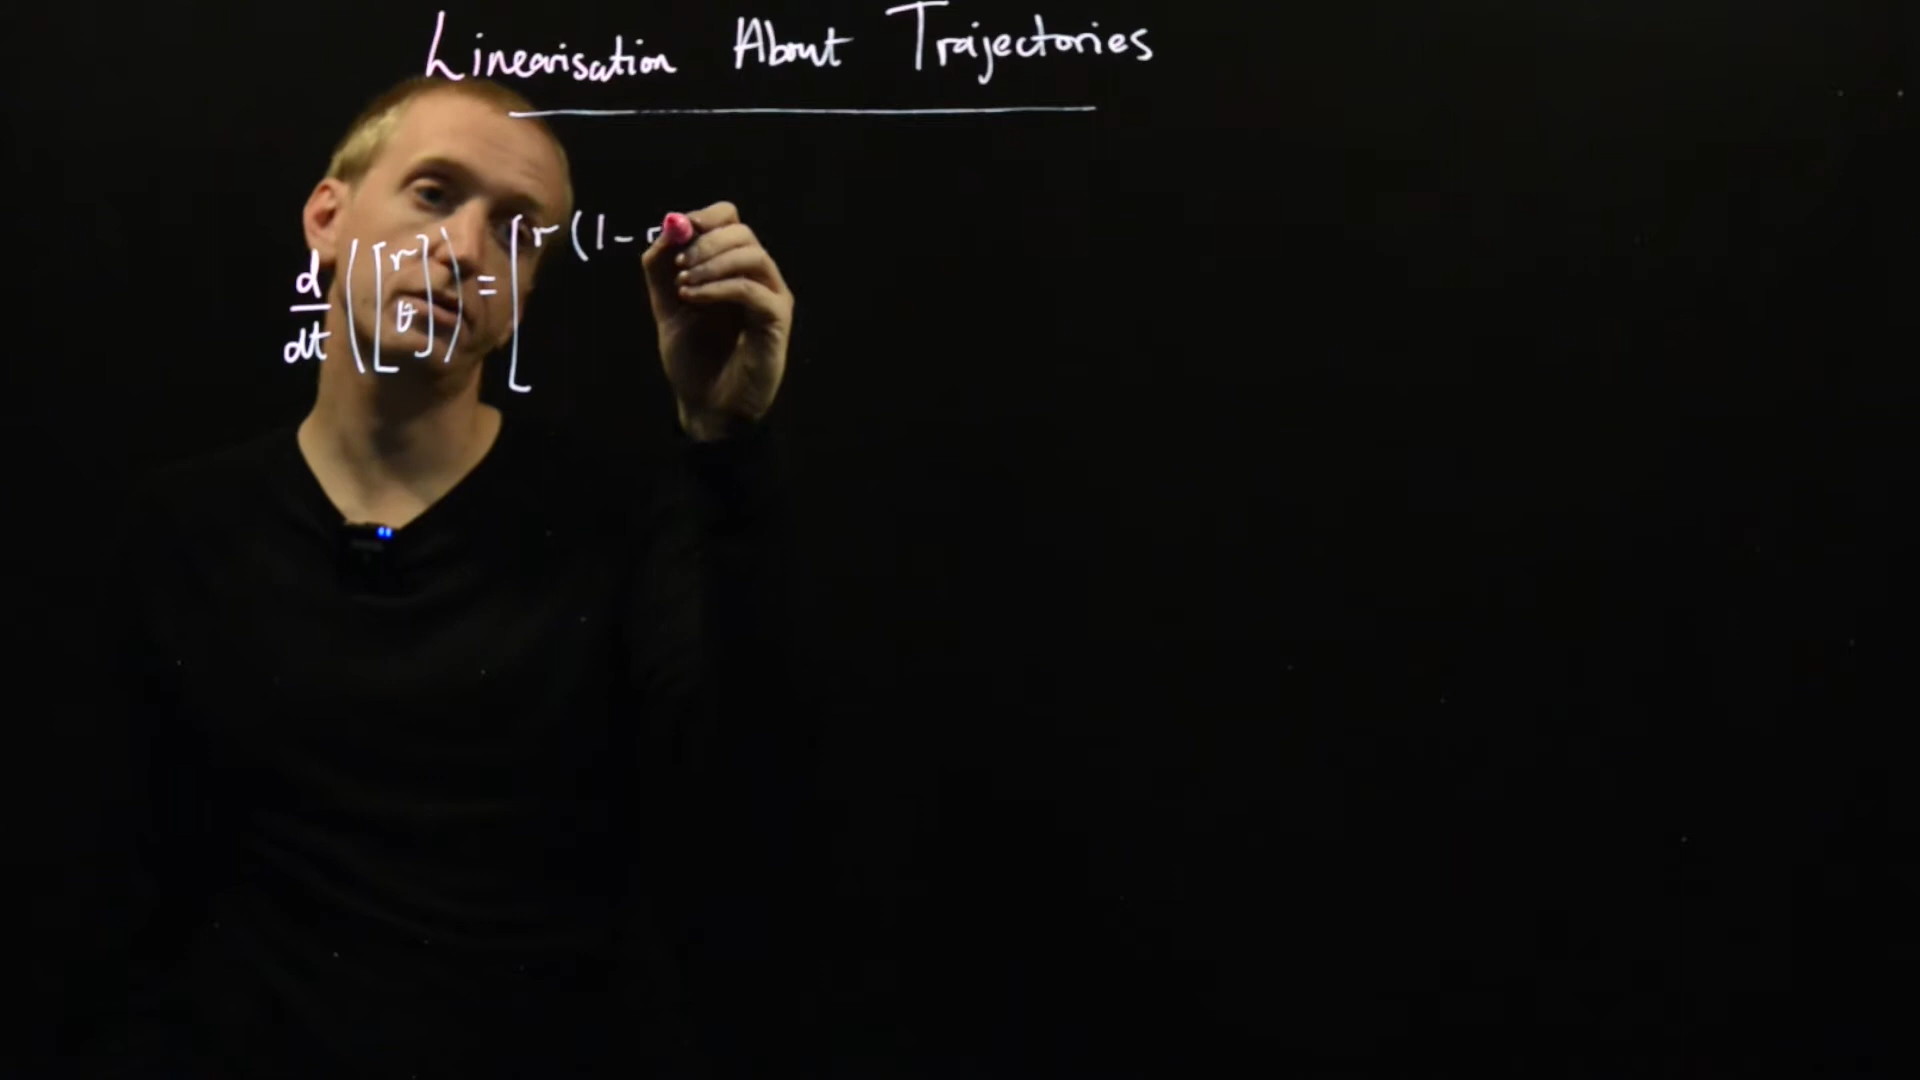 Linearisation About Trajectories
d/dt ([r θ]) = [r (1 - r